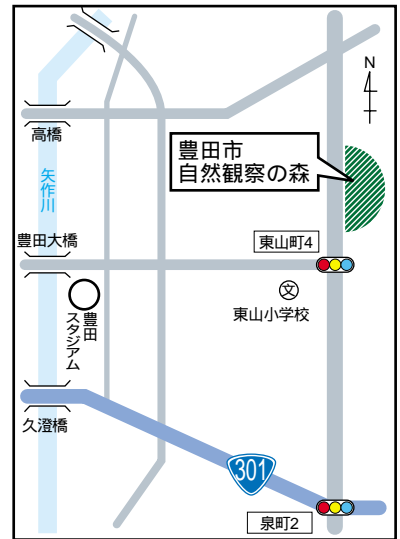 N
高橋
豊田市
自然観察の森
矢作川
豊田大橋
東山町4
文
東山小学校
豊田
スタジアム
久澄橋
301
泉町2